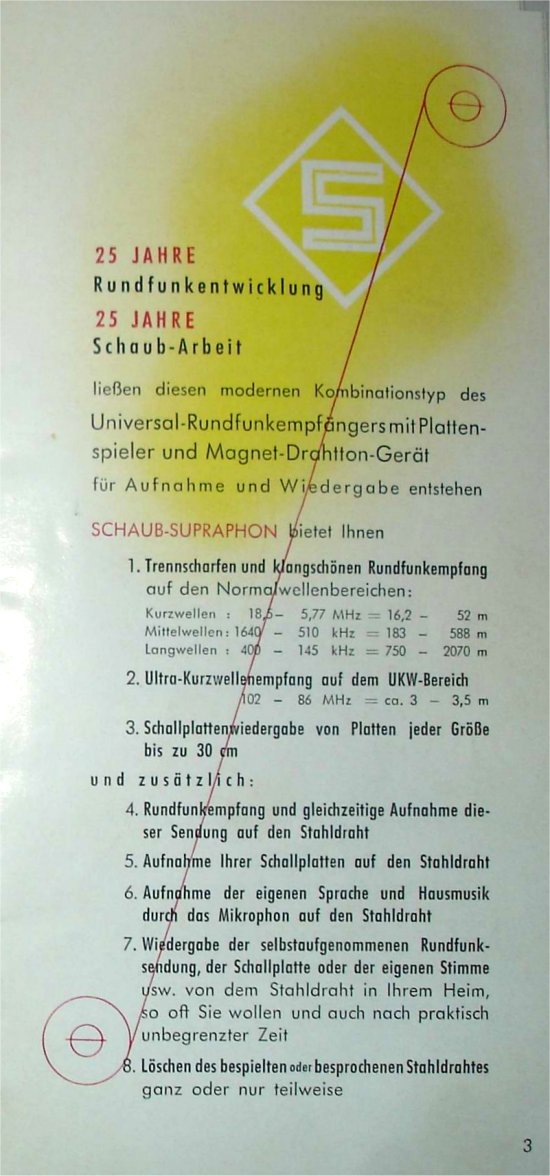 S
25 JAHRE
Rundfunkentwicklung
25 JAHRE
Schaub-Arbeit
ließen diesen modernen Kombinationstyp des
Universal-Rundfunkempfängers mit Platten-
spieler und Magnet-Drahtton-Gerät
für Aufnahme und Wiedergabe entstehen
SCHAUB-SUPRAPHON bietet Ihnen
1. Trennscharfen und klangschönen Rundfunkempfang
auf den Normalwellenbereichen:
Kurzwellen : 18,5– 5,77 MHz = 16,2 – 52 m
Mittelwellen: 1640 – 510 kHz = 183 – 588 m
Langwellen : 400 – 145 kHz = 750 – 2070 m
2. Ultra-Kurzwellenempfang auf dem UKW-Bereich
102 – 86 MHz = ca. 3 – 3,5 m
3. Schallplattenwiedergabe von Platten jeder Größe
bis zu 30 cm
und zusätzlich:
4. Rundfunkempfang und gleichzeitige Aufnahme die-
ser Sendung auf den Stahldraht
5. Aufnahme Ihrer Schallplatten auf den Stahldraht
6. Aufnahme der eigenen Sprache und Hausmusik
durch das Mikrophon auf den Stahldraht
7. Wiedergabe der selbstaufgenommenen Rundfunk-
sendung, der Schallplatte oder der eigenen Stimme
usw. von dem Stahldraht in Ihrem Heim,
so oft Sie wollen und auch nach praktisch
unbegrenzter Zeit
8. Löschen des bespielten oder besprochenen Stahldrahtes
ganz oder nur teilweise
3